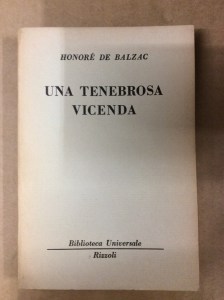 HONORÉ DE BALZAC
UNA TENEBROSA
VICENDA
Biblioteca Universale
Rizzoli